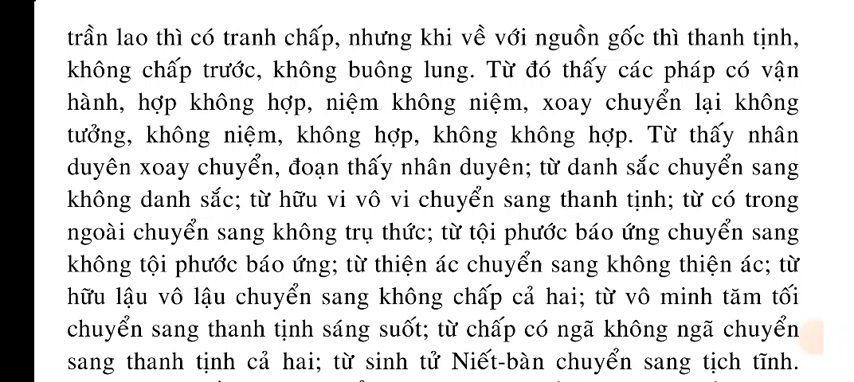 trần lao thì có tranh chấp, nhưng khi về với nguồn gốc thì thanh tịnh,
không chấp trước, không buông lung. Từ đó thấy các pháp có vận
hành, hợp không hợp, niệm không niệm, xoay chuyển lại không
tưởng, không niệm, không hợp, không không hợp. Từ thấy nhân
duyên xoay chuyển, đoạn thấy nhân duyên; từ danh sắc chuyển sang
không danh sắc; từ hữu vi vô vi chuyển sang thanh tịnh; từ có trong
ngoài chuyển sang không trụ thức; từ tội phước báo ứng chuyển sang
không tội phước báo ứng; từ thiện ác chuyển sang không thiện ác; từ
hữu lậu vô lậu chuyển sang không chấp cả hai; từ vô minh tăm tối
chuyển sang thanh tịnh sáng suốt; từ chấp có ngã không ngã chuyển
sang thanh tịnh cả hai; từ sinh tử Niết-bàn chuyển sang tịch tĩnh.